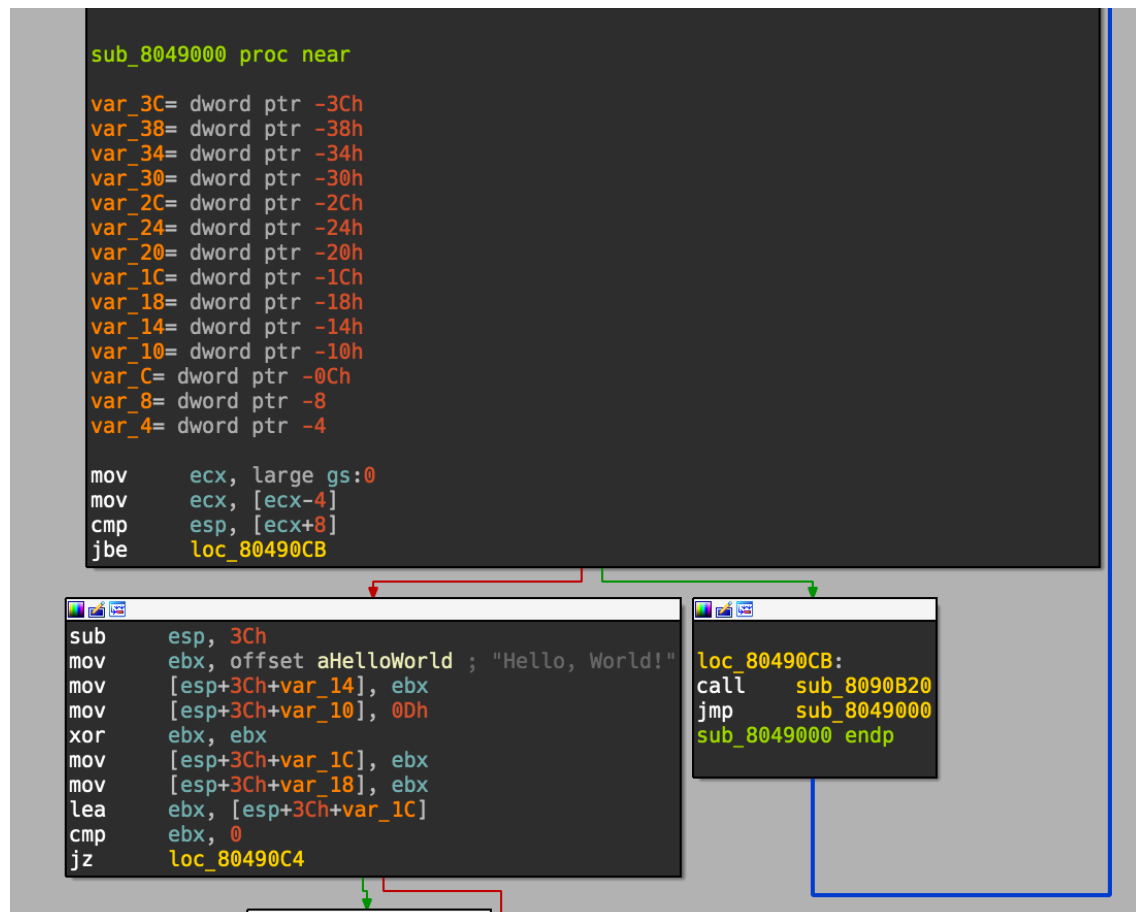 sub_8049000 proc near
var_3C= dword ptr -3Ch
var_38= dword ptr -38h
var_34= dword ptr -34h
var_30= dword ptr -30h
var_2C= dword ptr -2Ch
var_24= dword ptr -24h
var_20= dword ptr -20h
var_1C= dword ptr -1Ch
var_18= dword ptr -18h
var_14= dword ptr -14h
var_10= dword ptr -10h
var_C= dword ptr -0Ch
var_8= dword ptr -8
var_4= dword ptr -4
mov ecx, large gs:0
mov ecx, [ecx-4]
cmp esp, [ecx+8]
jbe loc_80490CB
sub esp, 3Ch
mov ebx, offset aHelloWorld ; "Hello, World!"
mov [esp+3Ch+var_14], ebx
mov [esp+3Ch+var_10], 0Dh
xor ebx, ebx
mov [esp+3Ch+var_1C], ebx
mov [esp+3Ch+var_18], ebx
lea ebx, [esp+3Ch+var_1C]
cmp ebx, 0
jz loc_80490C4
loc_80490CB:
call sub_8090B20
jmp sub_8049000
sub_8049000 endp